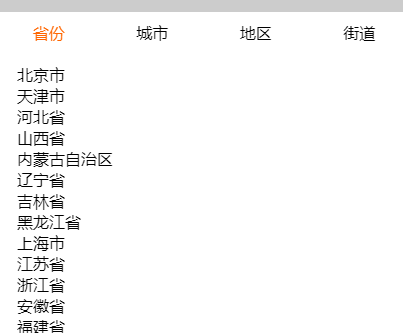 省份 城市 地区 街道
北京市
天津市
河北省
山西省
内蒙古自治区
辽宁省
吉林省
黑龙江省
上海市
江苏省
浙江省
安徽省
福建省